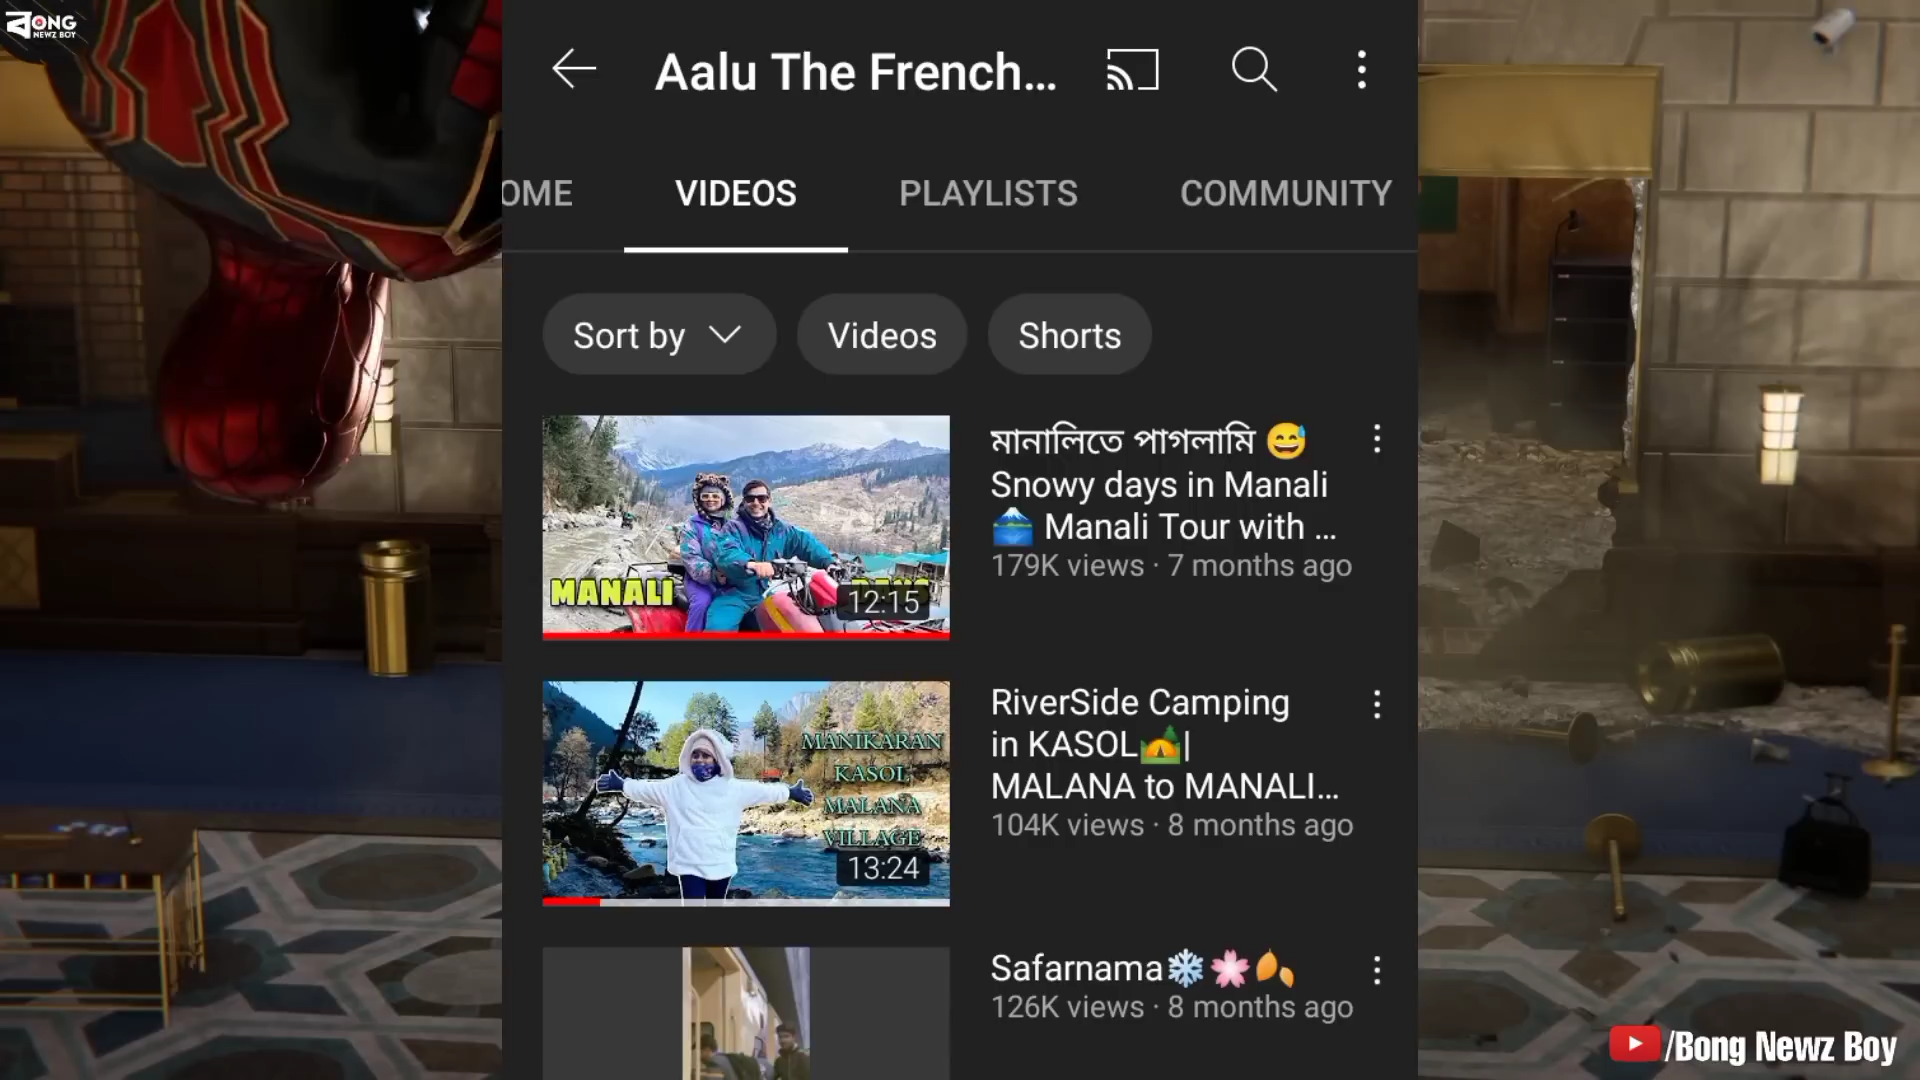 BONG
NEWZ BOY
Aalu The French...
OME
VIDEOS
PLAYLISTS
COMMUNITY
Sort by
Videos
Shorts
MANALI
12:15
মানালিতে পাগলামি 😅
Snowy days in Manali
🗻 Manali Tour with ...
179K views · 7 months ago
MANIKARAN
KASOL
MALANA
VILLAGE
13:24
RiverSide Camping
in KASOL🏕️|
MALANA to MANALI...
104K views · 8 months ago
Safarnama❄️🌸🍂
126K views · 8 months ago
/Bong Newz Boy